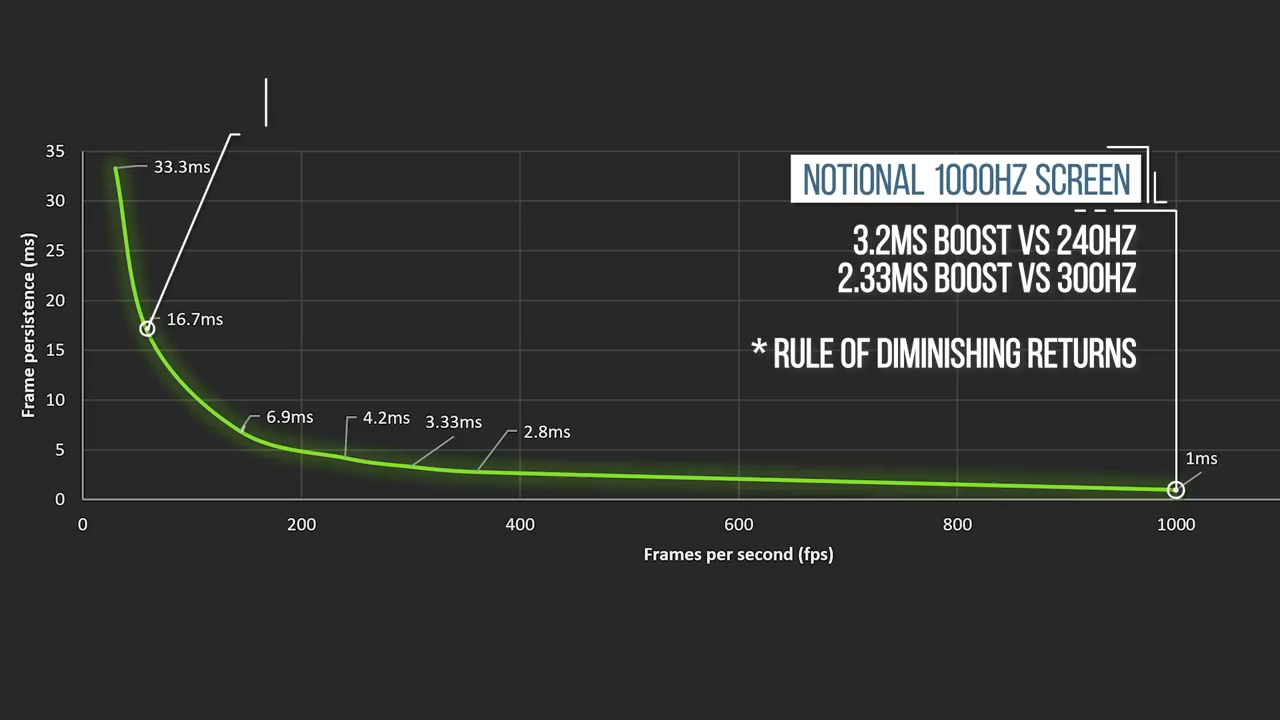 NOTIONAL 1000HZ SCREEN
3.2MS BOOST VS 240HZ
2.33MS BOOST VS 300HZ
* RULE OF DIMINISHING RETURNS
Frame persistence (ms)
35
30
25
20
15
10
5
0
33.3ms
16.7ms
6.9ms
4.2ms
3.33ms
2.8ms
1ms
0
200
400
600
800
1000
Frames per second (fps)